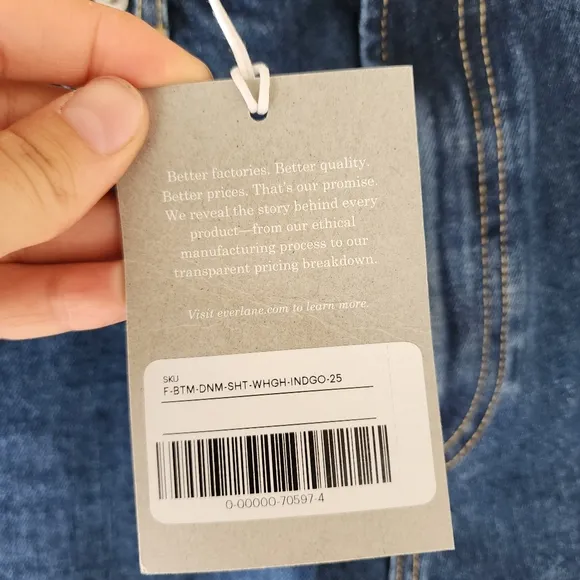 Better factories. Better quality.
Better prices. That's our promise.
We reveal the story behind every
product—from our ethical
manufacturing process to our
transparent pricing breakdown.
Visit everlane.com to learn more.
SKU
F-BTM-DNM-SHT-WHGH-INDGO-25
0-00000-70597-4